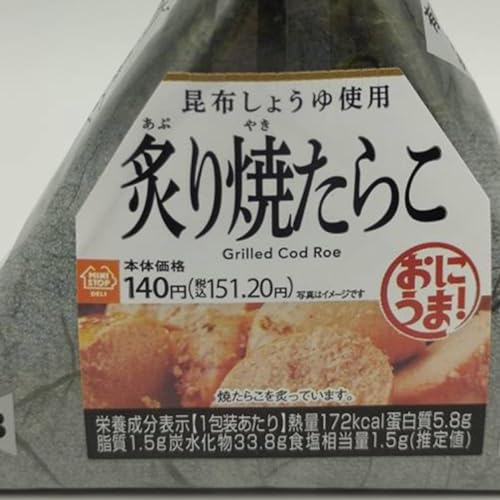 昆布しょうゆ使用
あぶ やき
炙り焼たらこ
Grilled Cod Roe
MINI STOP DELI
本体価格
140円(税込151.20円)
写真はイメージです
おにうま!
焼たらこを炙っています。
栄養成分表示【1包装あたり】熱量172kcal蛋白質5.8g
脂質1.5g炭水化物33.8g食塩相当量1.5g(推定値)